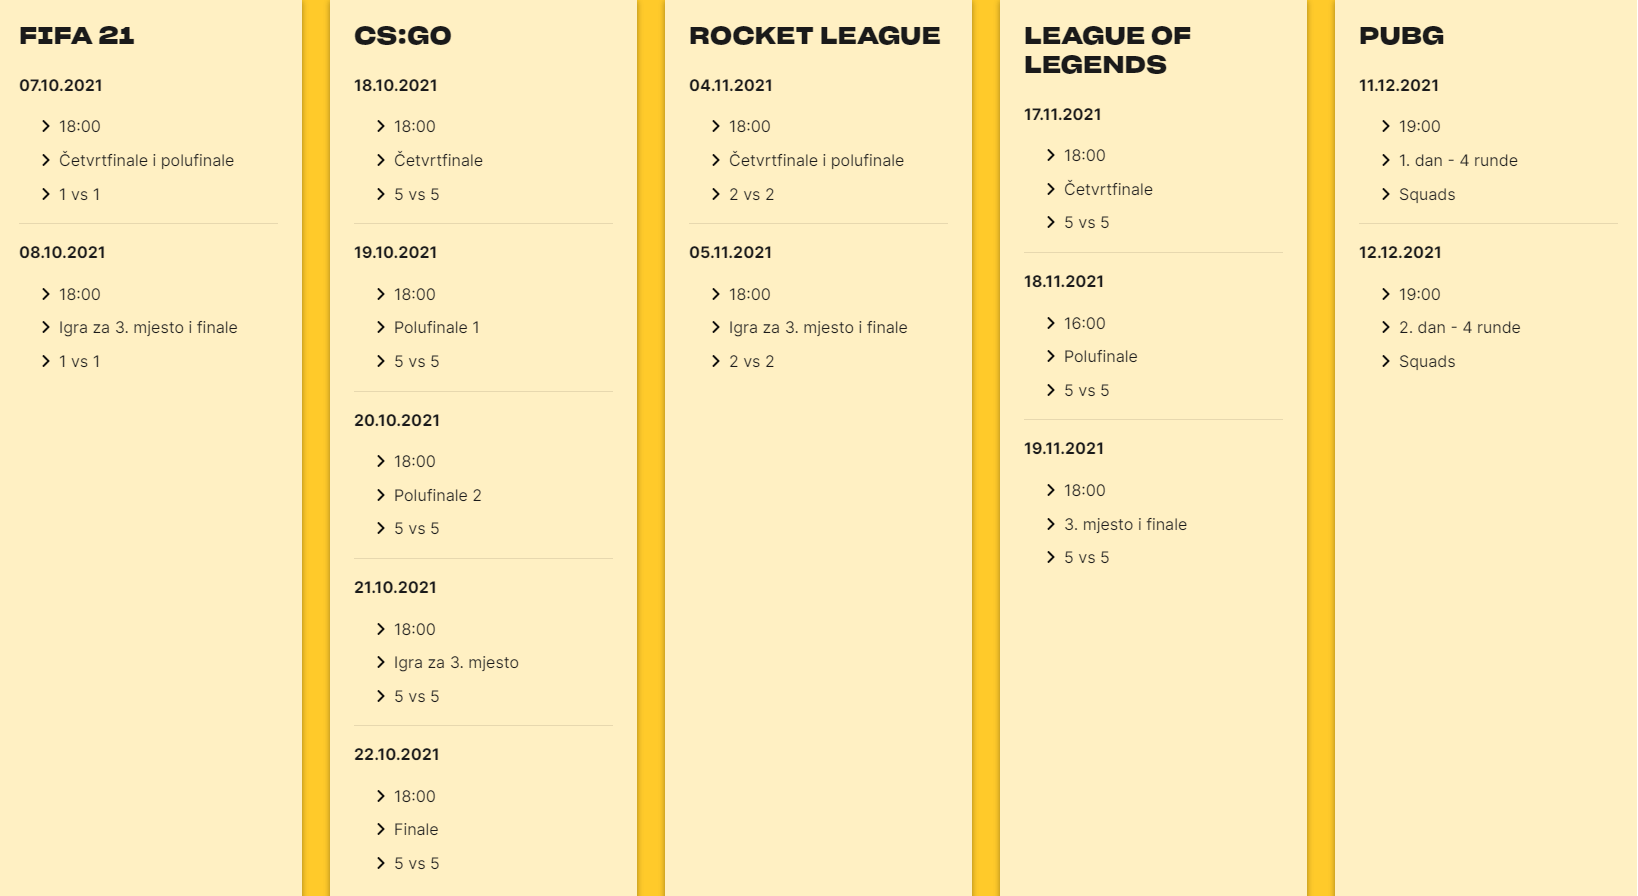 FIFA 21
07.10.2021
18:00
Četvrtfinale i polufinale
1 vs 1
08.10.2021
18:00
Igra za 3. mjesto i finale
1 vs 1
CS:GO
18.10.2021
18:00
Četvrtfinale
5 vs 5
19.10.2021
18:00
Polufinale 1
5 vs 5
20.10.2021
18:00
Polufinale 2
5 vs 5
21.10.2021
18:00
Igra za 3. mjesto
5 vs 5
22.10.2021
18:00
Finale
5 vs 5
ROCKET LEAGUE
04.11.2021
18:00
Četvrtfinale i polufinale
2 vs 2
05.11.2021
18:00
Igra za 3. mjesto i finale
2 vs 2
LEAGUE OF
LEGENDS
17.11.2021
18:00
Četvrtfinale
5 vs 5
18.11.2021
16:00
Polufinale
5 vs 5
19.11.2021
18:00
3. mjesto i finale
5 vs 5
PUBG
11.12.2021
19:00
1. dan - 4 runde
Squads
12.12.2021
19:00
2. dan - 4 runde
Squads